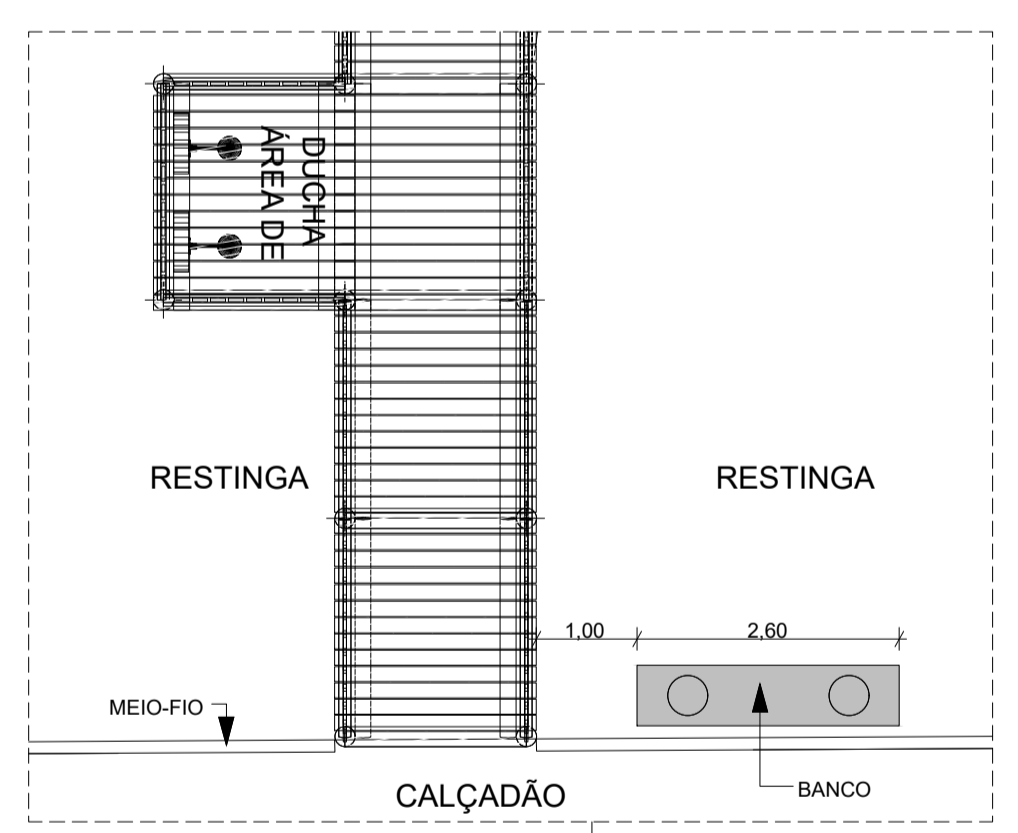 ÁREA DE
DUCHA
RESTINGA
RESTINGA
1,00
2,60
MEIO-FIO
BANCO
CALÇADÃO